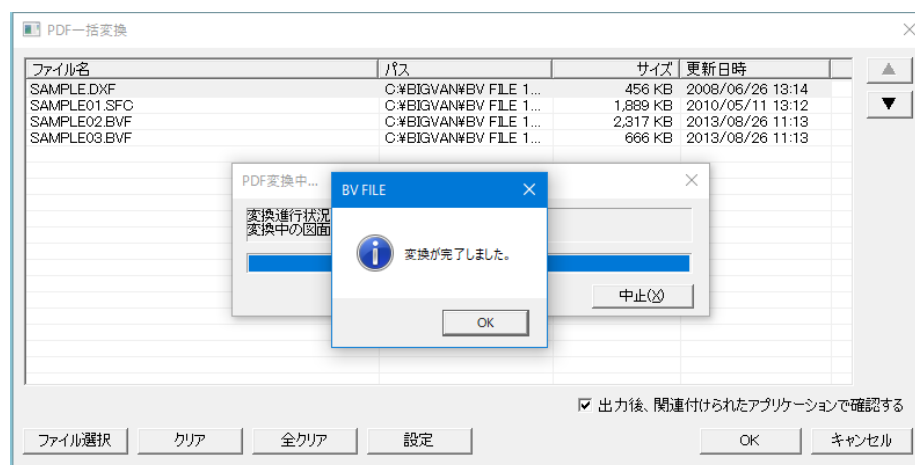 PDF一括変換
ファイル名 パス サイズ 更新日時
SAMPLE.DXF C:¥BIGVAN¥BV FILE 1... 456 KB 2008/06/26 13:14
SAMPLE01.SFC C:¥BIGVAN¥BV FILE 1... 1,889 KB 2010/05/11 13:12
SAMPLE02.BVF C:¥BIGVAN¥BV FILE 1... 2,317 KB 2013/08/26 11:13
SAMPLE03.BVF C:¥BIGVAN¥BV FILE 1... 666 KB 2013/08/26 11:13
PDF変換中...
変換進行状況
変換中の図面
中止(X)
BV FILE
変換が完了しました。
OK
出力後、関連付けられたアプリケーションで確認する
ファイル選択 クリア 全クリア 設定 OK キャンセル